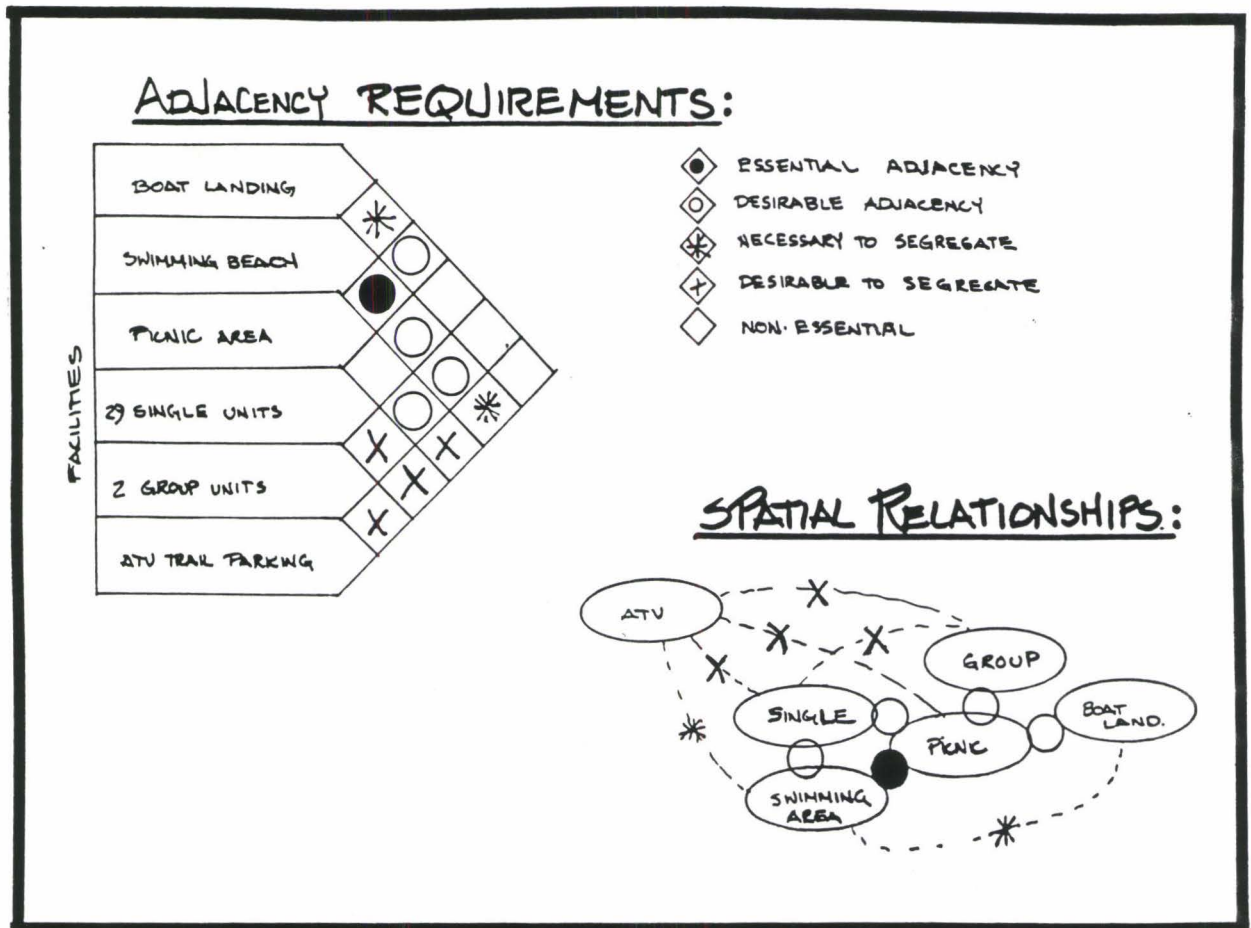 ADJACENCY REQUIREMENTS:
FACILITIES
BOAT LANDING
SWIMMING BEACH
PICNIC AREA
29 SINGLE UNITS
2 GROUP UNITS
ATV TRAIL PARKING
ESSENTIAL ADJACENCY
DESIRABLE ADJACENCY
NECESSARY TO SEGREGATE
DESIRABLE TO SEGREGATE
NON-ESSENTIAL
SPATIAL RELATIONSHIPS:
ATV
GROUP
SINGLE
BOAT
LAND.
PICNC
SWIMMING
AREA